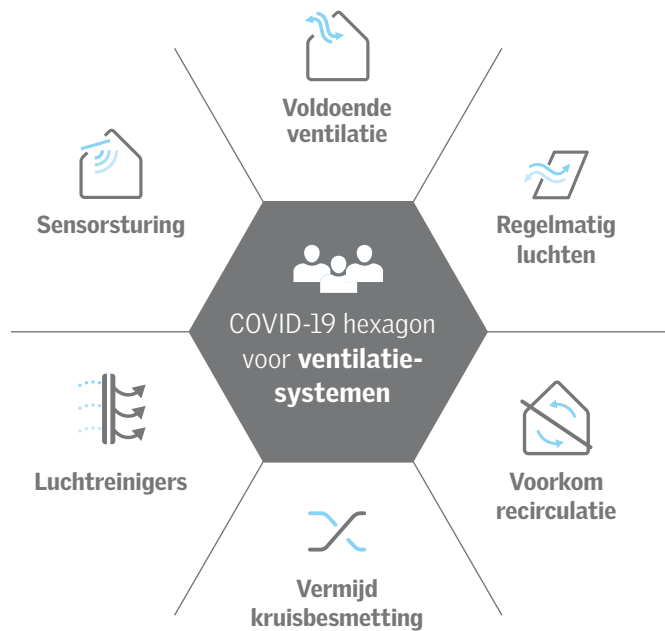 Voldoende
ventilatie
Sensorsturing
Regelmatig
luchten
COVID-19 hexagon
voor ventilatie-
systemen
Luchtreinigers
Voorkom
recirculatie
Vermijd
kruisbesmetting